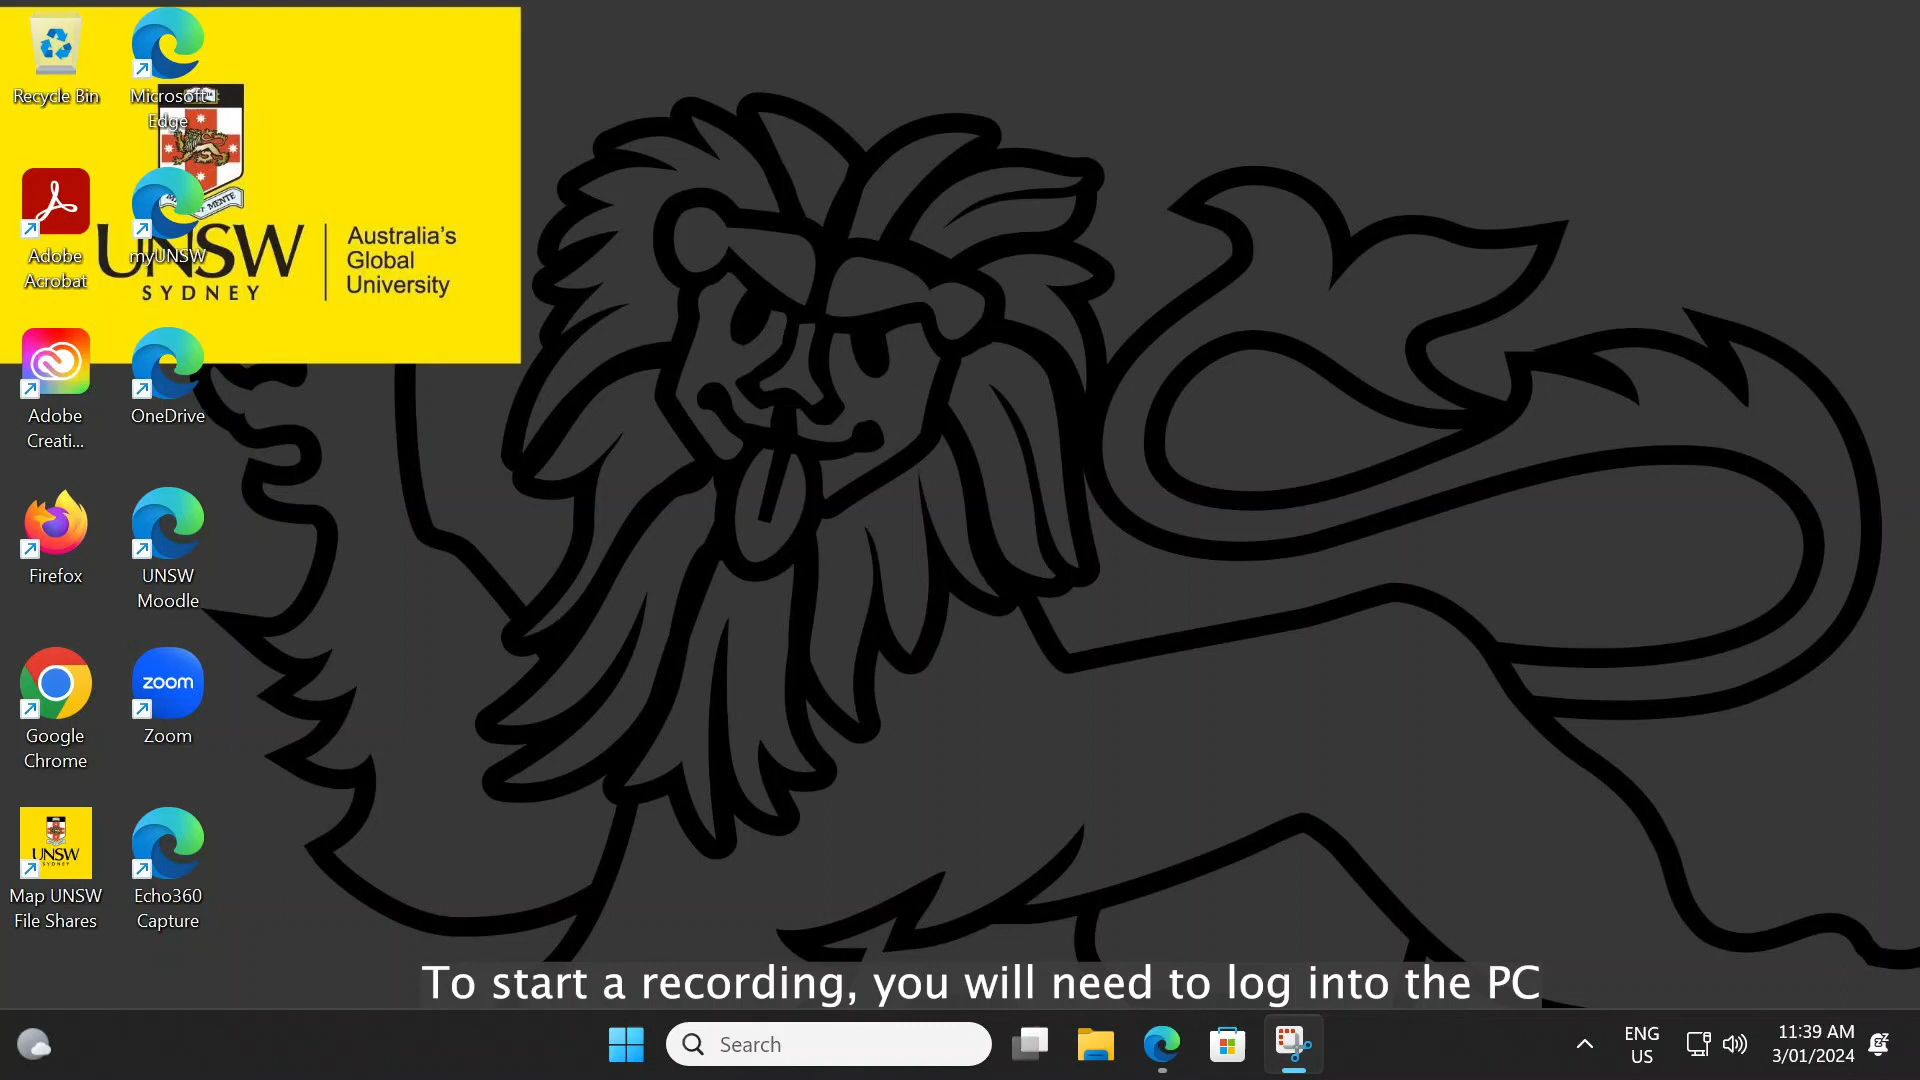 Recycle Bin
Microsoft
Edge
MENTE
Adobe
Acrobat
myUNSW
UNSW
SYDNEY
Australia's
Global
University
Adobe
Creati...
OneDrive
Firefox
UNSW
Moodle
Google
Chrome
zoom
Zoom
UNSW
SYDNEY
Map UNSW
File Shares
Echo360
Capture
To start a recording, you will need to log into the PC
Search
ENG
US
11:39 AM
3/01/2024